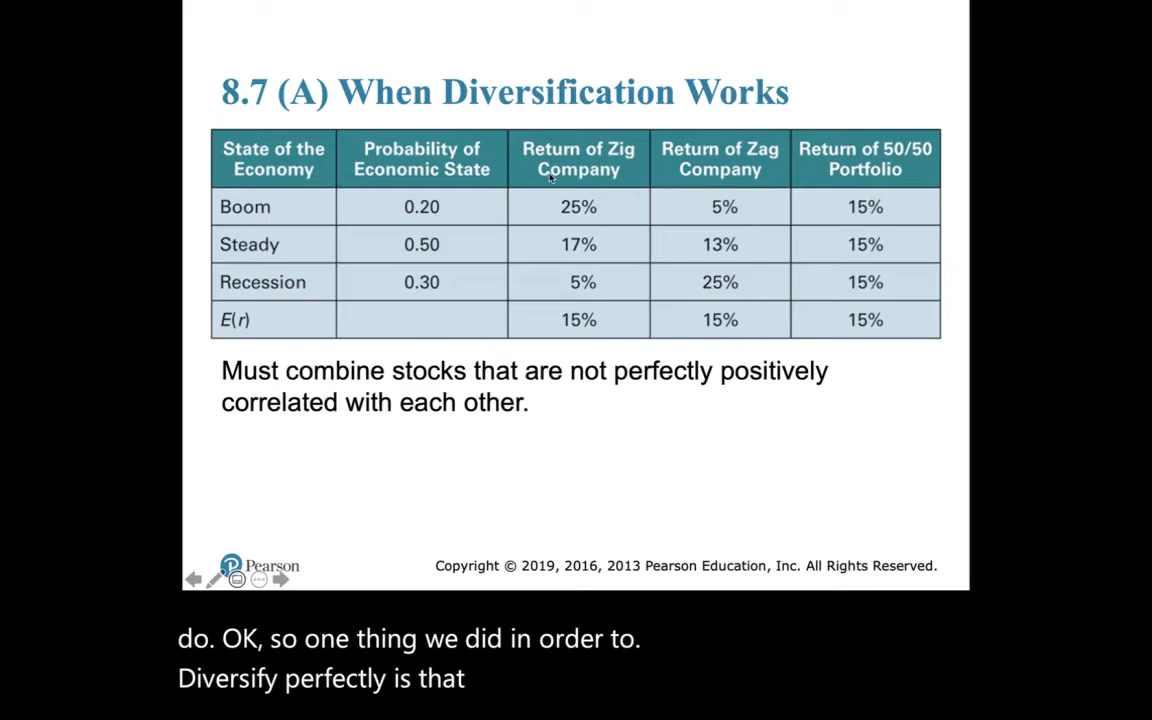 8.7 (A) When Diversification Works
State of the Economy Probability of Economic State Return of Zig Company Return of Zag Company Return of 50/50 Portfolio
Boom 0.20 25% 5% 15%
Steady 0.50 17% 13% 15%
Recession 0.30 5% 25% 15%
E(r) 15% 15% 15%
Must combine stocks that are not perfectly positively
correlated with each other.
Pearson
Copyright © 2019, 2016, 2013 Pearson Education, Inc. All Rights Reserved.
do. OK, so one thing we did in order to.
Diversify perfectly is that